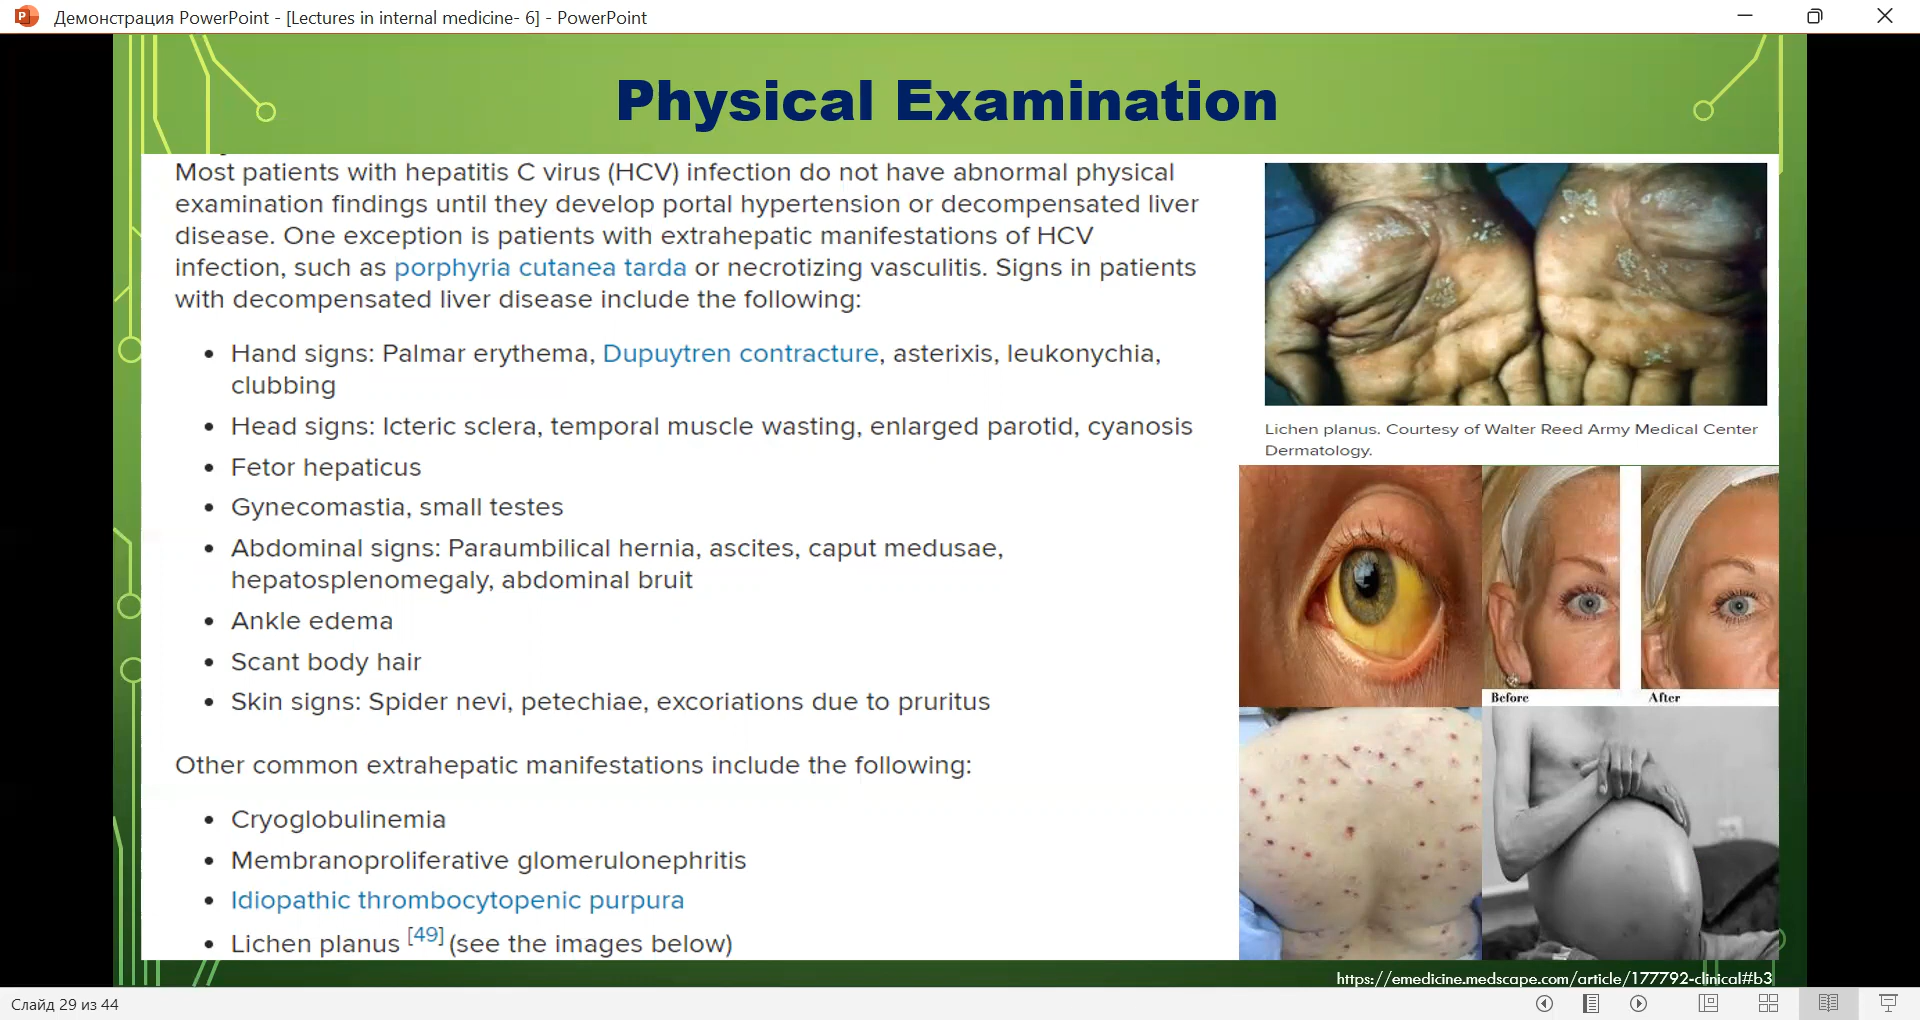 Демонстрация PowerPoint - [Lectures in internal medicine- 6] - PowerPoint
Physical Examination
Most patients with hepatitis C virus (HCV) infection do not have abnormal physical
examination findings until they develop portal hypertension or decompensated liver
disease. One exception is patients with extrahepatic manifestations of HCV
infection, such as porphyria cutanea tarda or necrotizing vasculitis. Signs in patients
with decompensated liver disease include the following:
• Hand signs: Palmar erythema, Dupuytren contracture, asterixis, leukonychia,
clubbing
• Head signs: Icteric sclera, temporal muscle wasting, enlarged parotid, cyanosis
• Fetor hepaticus
• Gynecomastia, small testes
• Abdominal signs: Paraumbilical hernia, ascites, caput medusae,
hepatosplenomegaly, abdominal bruit
• Ankle edema
• Scant body hair
• Skin signs: Spider nevi, petechiae, excoriations due to pruritus
Other common extrahepatic manifestations include the following:
• Cryoglobulinemia
• Membranoproliferative glomerulonephritis
• Idiopathic thrombocytopenic purpura
• Lichen planus [49] (see the images below)
Lichen planus. Courtesy of Walter Reed Army Medical Center
Dermatology.
Before
After
https://emedicine.medscape.com/article/177792-clinical#b3
Слайд 29 из 44